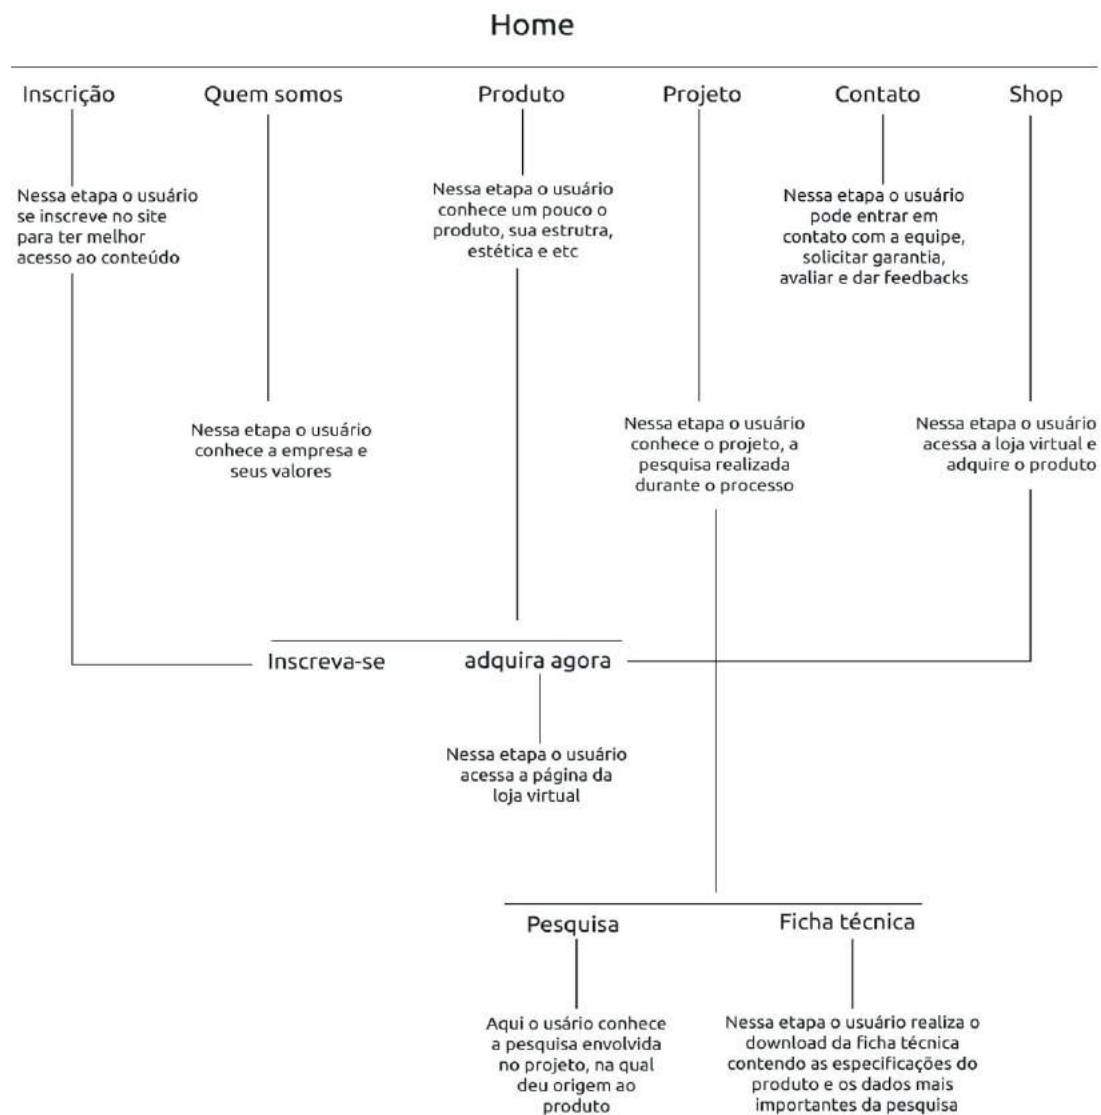 Home
Inscrição
Quem somos
Produto
Projeto
Contato
Shop
Nessa etapa o usuário
se inscreve no site
para ter melhor
acesso ao conteúdo
Nessa etapa o usuário
conhece um pouco o
produto, sua estrutra,
estética e etc
Nessa etapa o usuário
pode entrar em
contato com a equipe,
solicitar garantia,
avaliar e dar feedbacks
Nessa etapa o usuário
conhece a empresa e
seus valores
Nessa etapa o usuário
conhece o projeto, a
pesquisa realizada
durante o processo
Nessa etapa o usuário
acessa a loja virtual e
adquire o produto
Inscreva-se
adquira agora
Nessa etapa o usuário
acessa a página da
loja virtual
Pesquisa
Ficha técnica
Aqui o usário conhece
a pesquisa envolvida
no projeto, na qual
deu origem ao
produto
Nessa etapa o usuário realiza o
download da ficha técnica
contendo as especificações do
produto e os dados mais
importantes da pesquisa